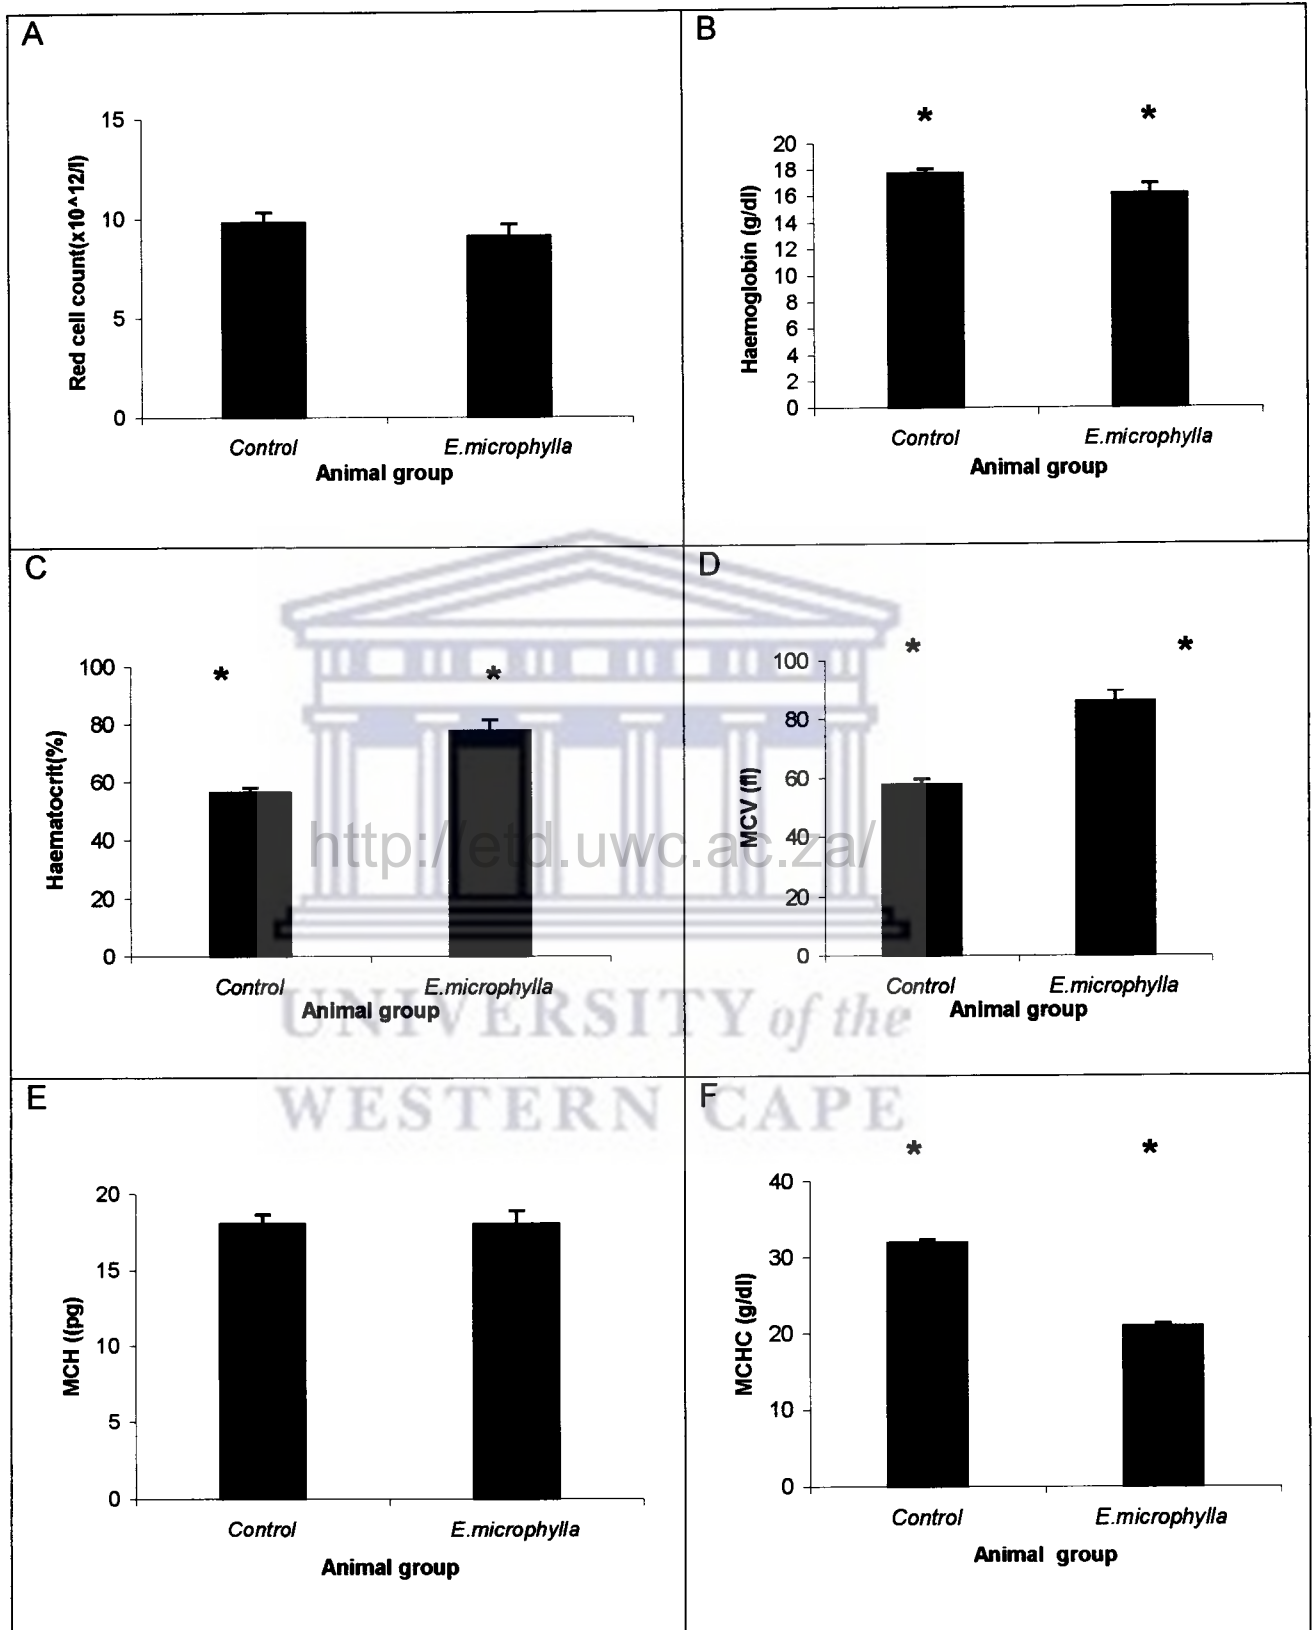 A
15
10
5
0
Red cell count(x10^12/l)
Control E.microphylla
Animal group
B
* *
20
18
16
14
12
10
8
6
4
2
0
Haemoglobin (g/dl)
Control E.microphylla
Animal group
C
* *
100
80
60
40
20
0
Haematocrit(%)
Control E.microphylla
Animal group
D
* *
100
80
60
40
20
0
MCV (fl)
Control E.microphylla
Animal group
http://etd.uwc.ac.za/
UNIVERSITY of the
WESTERN CAPE
E
20
15
10
5
0
MCH ((pg)
Control E.microphylla
Animal group
F
* *
40
30
20
10
0
MCHC (g/dl)
Control E.microphylla
Animal group